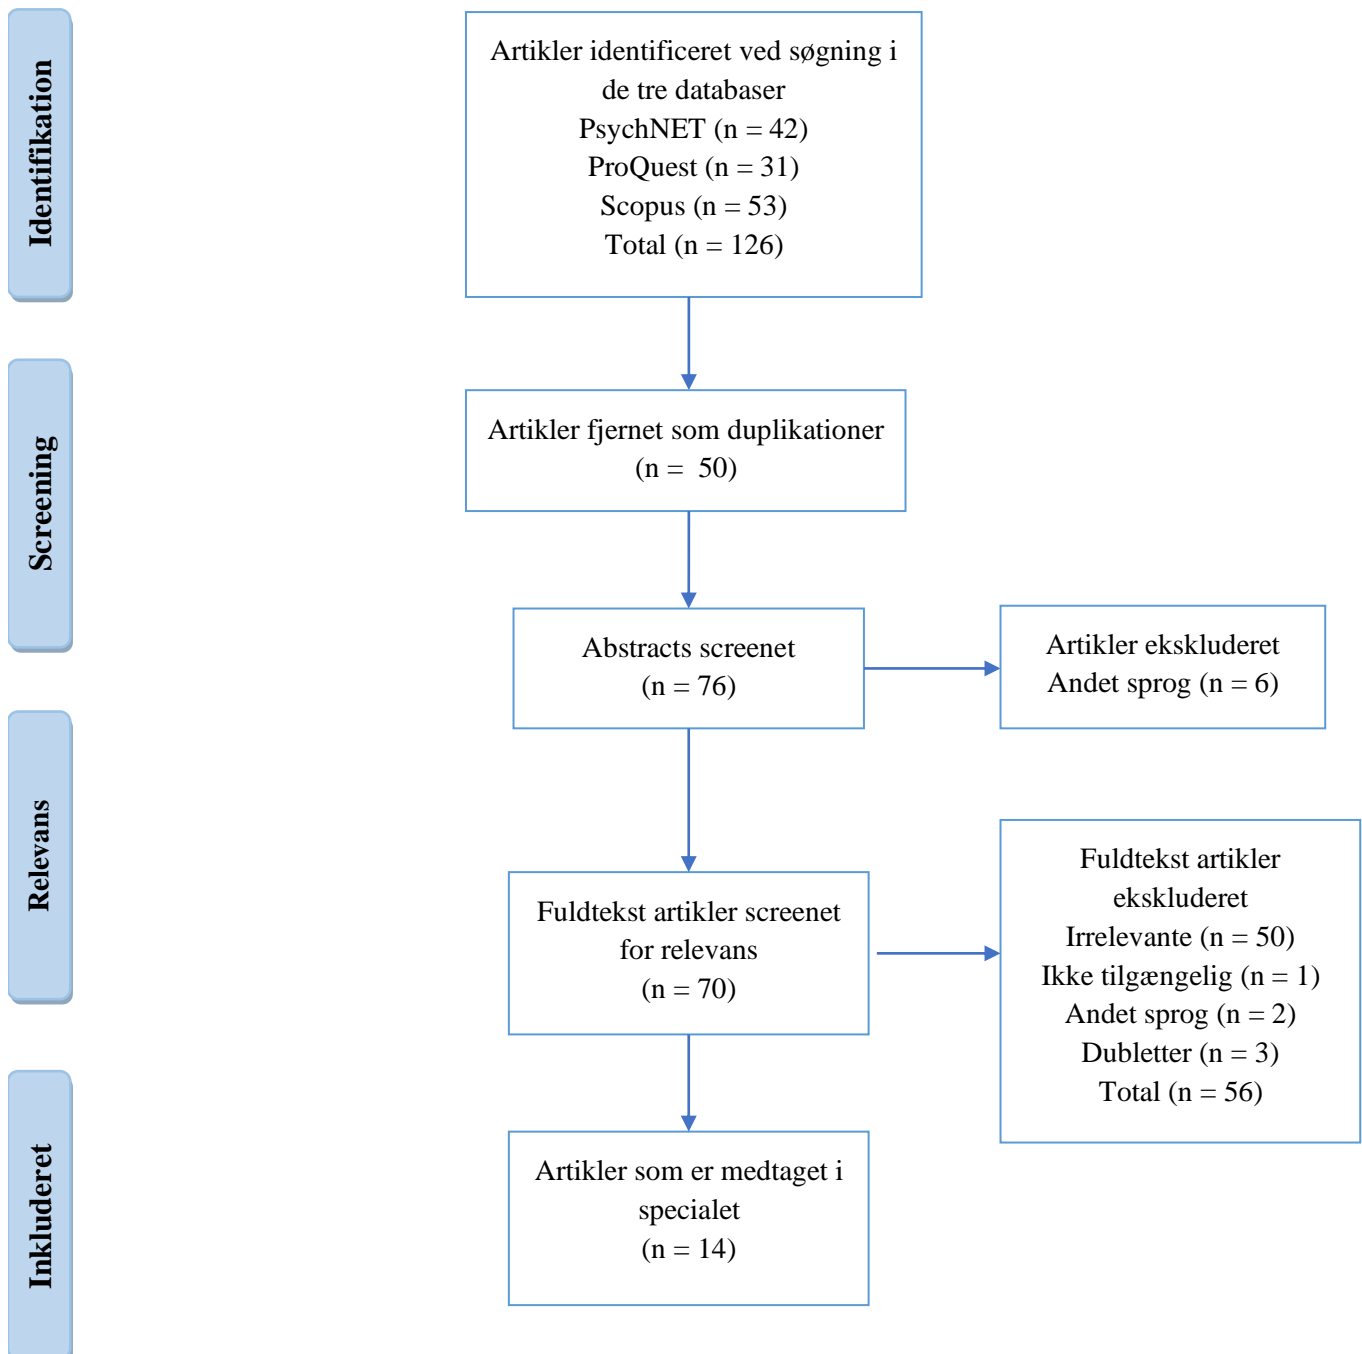 Identifikation
Artikler identificeret ved søgning i
de tre databaser
PsychNET (n = 42)
ProQuest (n = 31)
Scopus (n = 53)
Total (n = 126)
Screening
Artikler fjernet som duplikationer
(n =  50)
Abstracts screenet
(n = 76)
Artikler ekskluderet
Andet sprog (n = 6)
Relevans
Fuldtekst artikler screenet
for relevans
(n = 70)
Fuldtekst artikler
ekskluderet
Irrelevante (n = 50)
Ikke tilgængelig (n = 1)
Andet sprog (n = 2)
Dubletter (n = 3)
Total (n = 56)
Inkluderet
Artikler som er medtaget i
specialet
(n = 14)